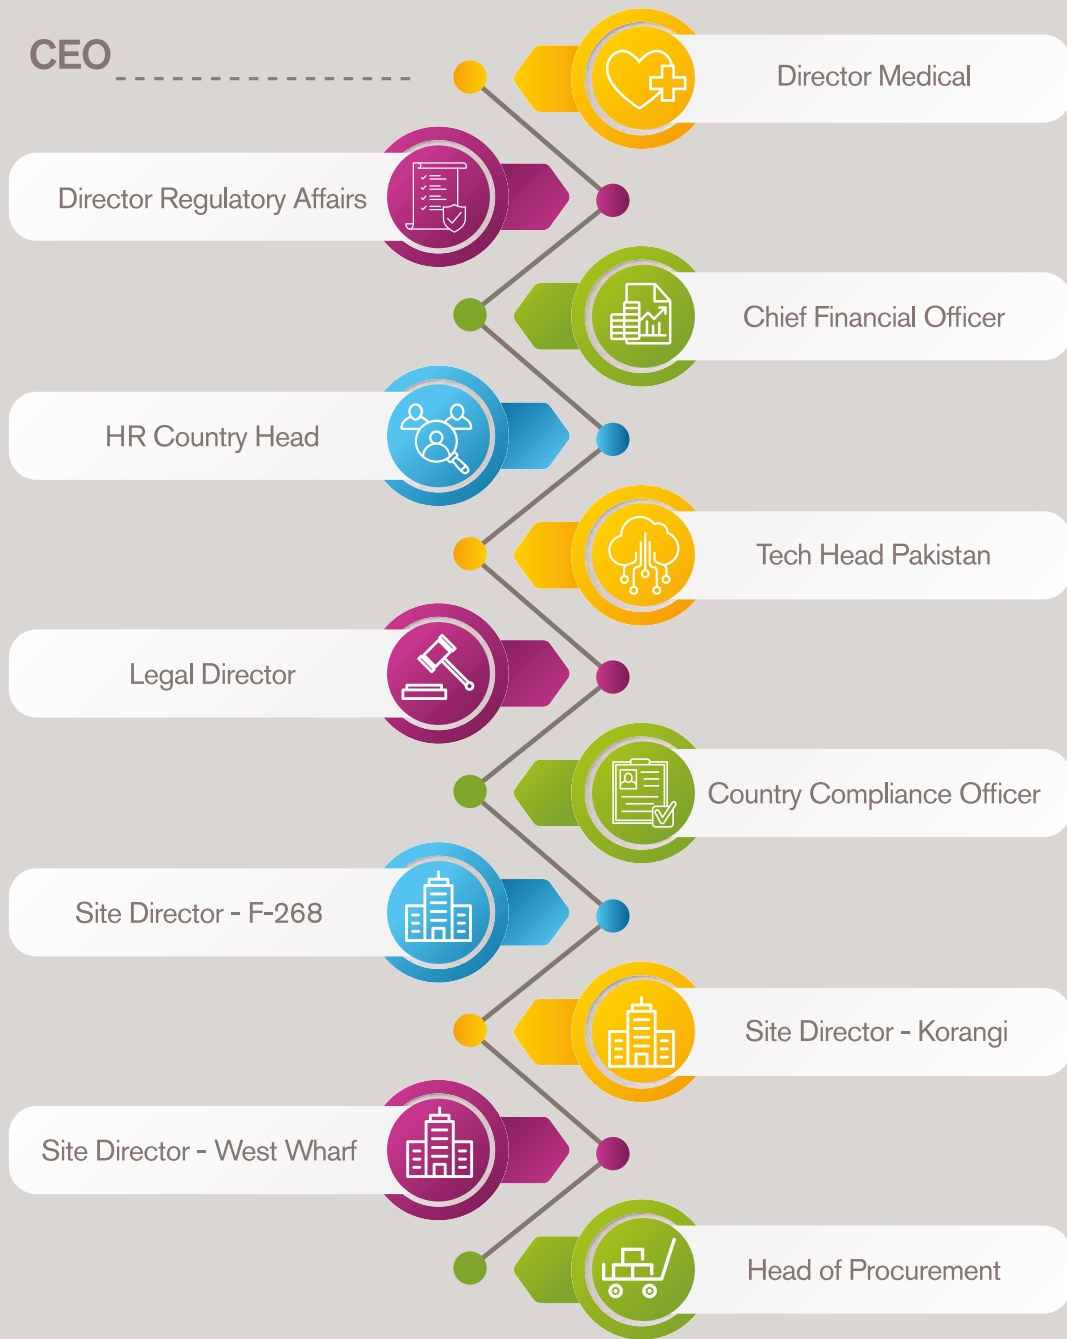 CEO
Director Medical
Director Regulatory Affairs
Chief Financial Officer
HR Country Head
Tech Head Pakistan
Legal Director
Country Compliance Officer
Site Director - F-268
Site Director - Korangi
Site Director - West Wharf
Head of Procurement